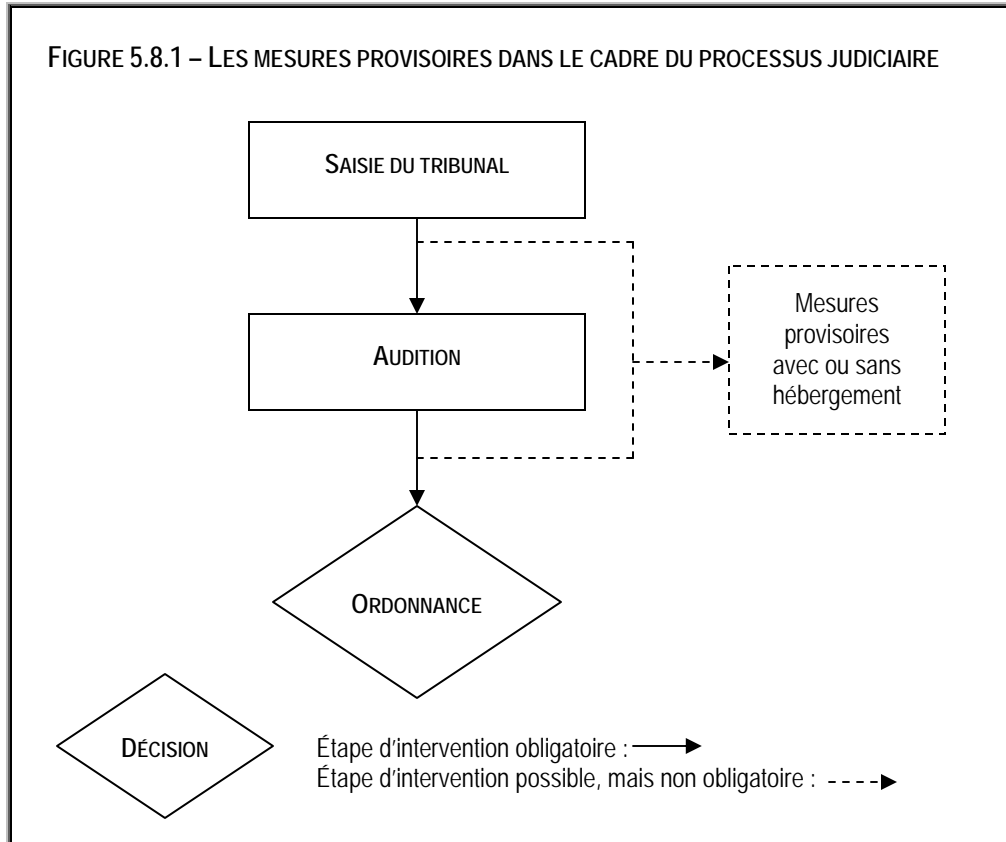 FIGURE 5.8.1 – LES MESURES PROVISOIRES DANS LE CADRE DU PROCESSUS JUDICIAIRE
SAISIE DU TRIBUNAL
AUDITION
Mesures
provisoires
avec ou sans
hébergement
ORDONNANCE
DÉCISION
Étape d'intervention obligatoire :
Étape d'intervention possible, mais non obligatoire :